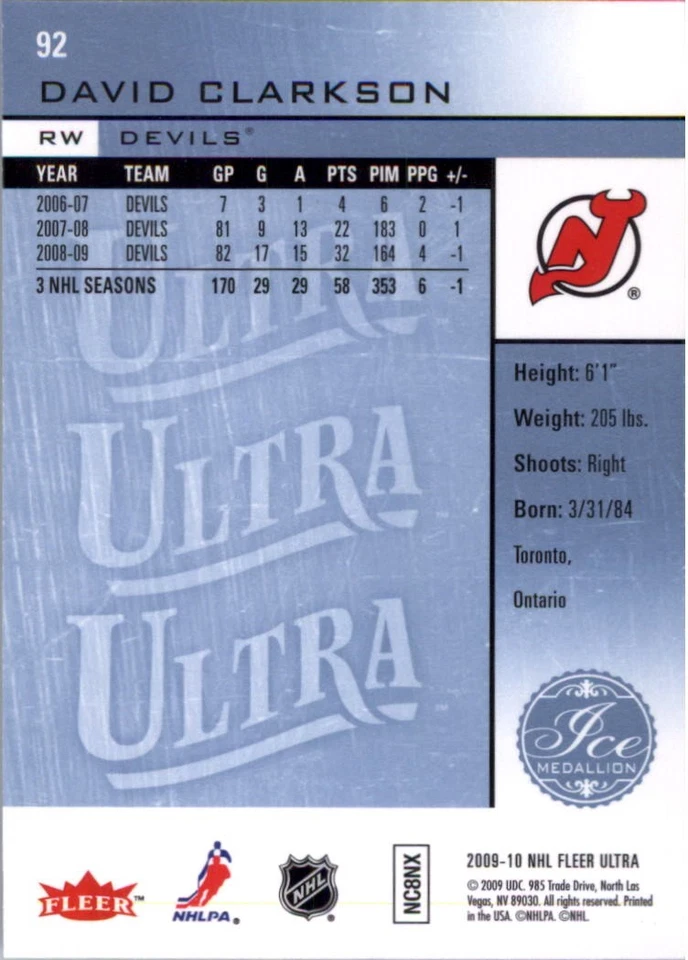 92
DAVID CLARKSON
RW DEVILS®
YEAR TEAM GP G A PTS PIM PPG +/-
2006-07 DEVILS 7 3 1 4 6 2 -1
2007-08 DEVILS 81 9 13 22 183 0 1
2008-09 DEVILS 82 17 15 32 164 4 -1
3 NHL SEASONS 170 29 29 58 353 6 -1
ULTRA
ULTRA
ULTRA
NJ
®
Height: 6'1"
Weight: 205 lbs.
Shoots: Right
Born: 3/31/84
Toronto,
Ontario
Ice
MEDALLION
FLEER™
NHLPA®
NHL
NC8NX
2009-10 NHL FLEER ULTRA
© 2009 UDC. 985 Trade Drive, North Las
Vegas, NV 89030. All rights reserved. Printed
in the USA. ©NHLPA. ©NHL.